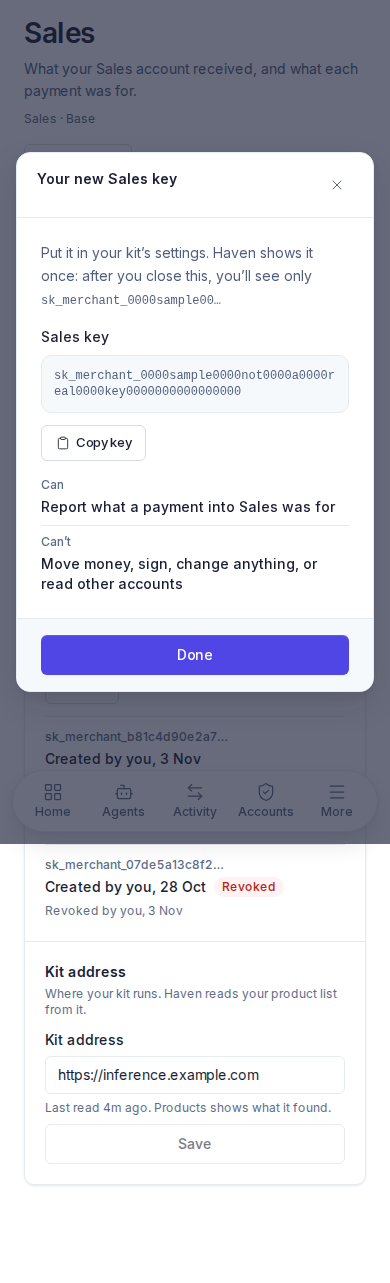 Sales
What your Sales account received, and what each
payment was for.
Sales · Base
Your new Sales key
Put it in your kit’s settings. Haven shows it
once: after you close this, you’ll see only
sk_merchant_0000sample00…
Sales key
sk_merchant_0000sample0000not0000a0000r
eal0000key0000000000000000
Copy key
Can
Report what a payment into Sales was for
Can’t
Move money, sign, change anything, or
read other accounts
Done
sk_merchant_b81c4d90e2a7…
Created by you, 3 Nov
Home
Agents
Activity
Accounts
More
sk_merchant_07de5a13c8f2…
Created by you, 28 Oct Revoked
Revoked by you, 3 Nov
Kit address
Where your kit runs. Haven reads your product list
from it.
Kit address
https://inference.example.com
Last read 4m ago. Products shows what it found.
Save